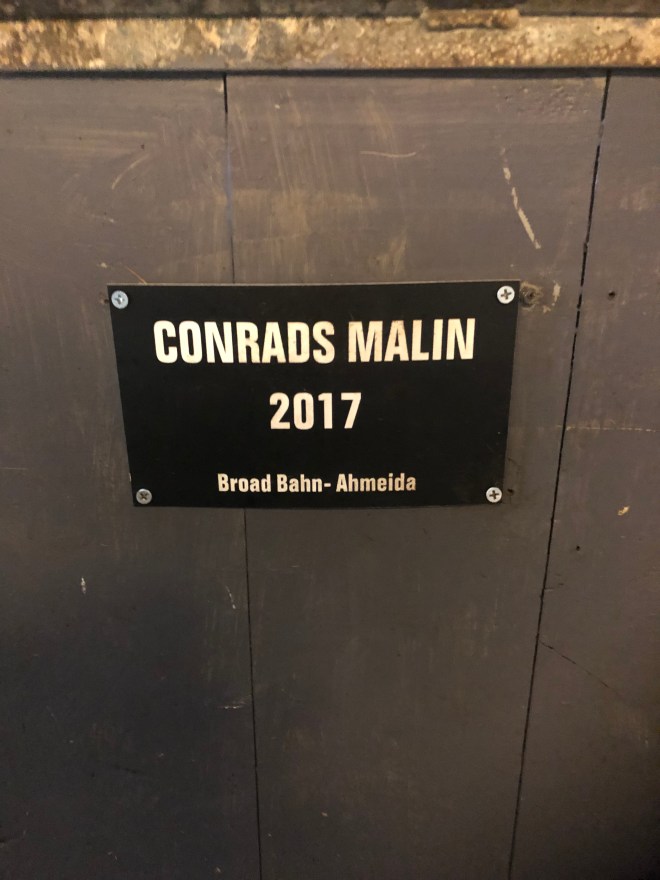 CONRADS MALIN
2017
Broad Bahn- Ahmeida